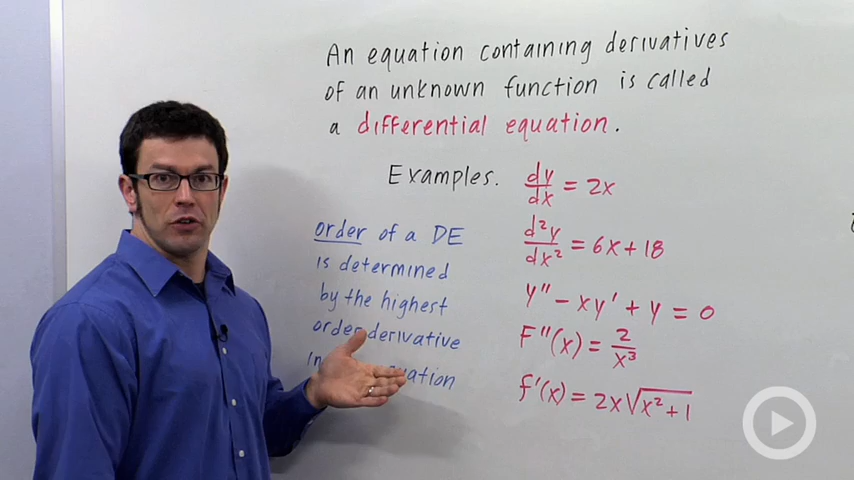 An equation containing derivatives
of an unknown function is called
a differential equation.
Examples.
dy/dx = 2x
d²y/dx² = 6x + 18
y'' - xy' + y = 0
F''(x) = 2/x³
f'(x) = 2x√(x² + 1)
order of a DE
is determined
by the highest
order derivative